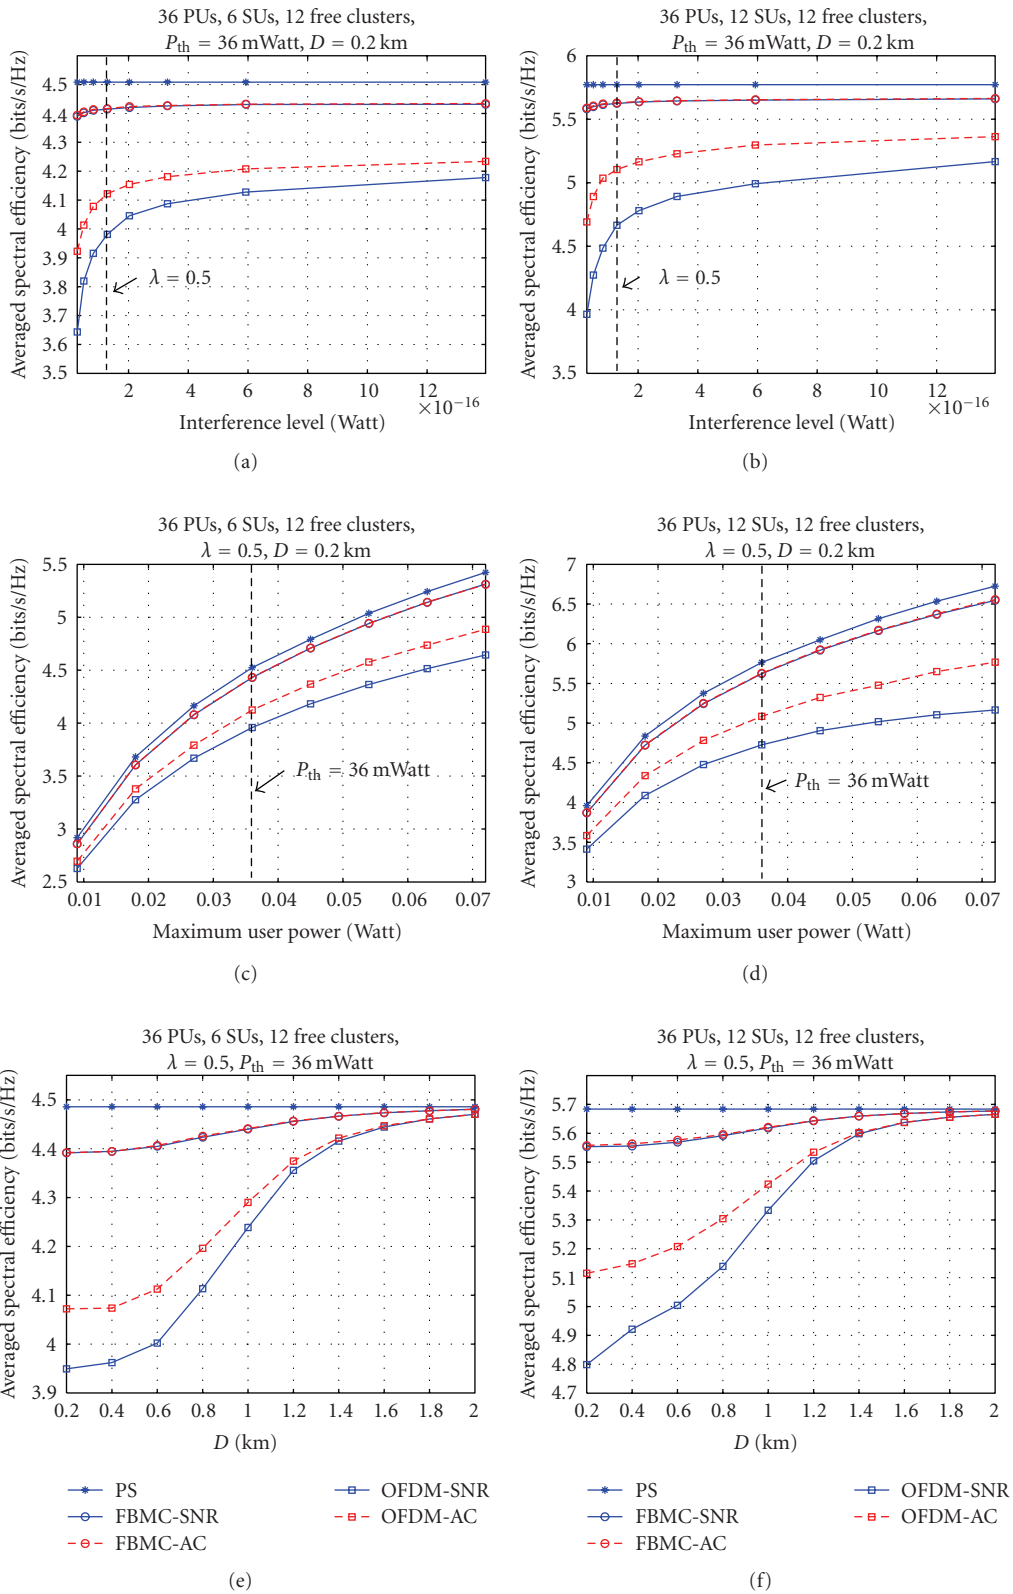 36 PUs, 6 SUs, 12 free clusters,
P_th = 36 mWatt, D = 0.2 km
Averaged spectral efficiency (bits/s/Hz)
4.5
4.4
4.3
4.2
4.1
4
3.9
3.8
3.7
3.6
3.5
λ = 0.5
2 4 6 8 10 12
×10−16
Interference level (Watt)
(a)
36 PUs, 12 SUs, 12 free clusters,
P_th = 36 mWatt, D = 0.2 km
Averaged spectral efficiency (bits/s/Hz)
6
5.5
5
4.5
4
3.5
λ = 0.5
2 4 6 8 10 12
×10−16
Interference level (Watt)
(b)
36 PUs, 6 SUs, 12 free clusters,
λ = 0.5, D = 0.2 km
Averaged spectral efficiency (bits/s/Hz)
5.5
5
4.5
4
3.5
3
2.5
P_th = 36 mWatt
0.01 0.02 0.03 0.04 0.05 0.06 0.07
Maximum user power (Watt)
(c)
36 PUs, 12 SUs, 12 free clusters,
λ = 0.5, D = 0.2 km
Averaged spectral efficiency (bits/s/Hz)
7
6.5
6
5.5
5
4.5
4
3.5
3
P_th = 36 mWatt
0.01 0.02 0.03 0.04 0.05 0.06 0.07
Maximum user power (Watt)
(d)
36 PUs, 6 SUs, 12 free clusters,
λ = 0.5, P_th = 36 mWatt
Averaged spectral efficiency (bits/s/Hz)
4.5
4.4
4.3
4.2
4.1
4
3.9
0.2 0.4 0.6 0.8 1 1.2 1.4 1.6 1.8 2
D (km)
PS
FBMC-SNR
FBMC-AC
OFDM-SNR
OFDM-AC
(e)
36 PUs, 12 SUs, 12 free clusters,
λ = 0.5, P_th = 36 mWatt
Averaged spectral efficiency (bits/s/Hz)
5.7
5.6
5.5
5.4
5.3
5.2
5.1
5
4.9
4.8
4.7
0.2 0.4 0.6 0.8 1 1.2 1.4 1.6 1.8 2
D (km)
PS
FBMC-SNR
FBMC-AC
OFDM-SNR
OFDM-AC
(f)